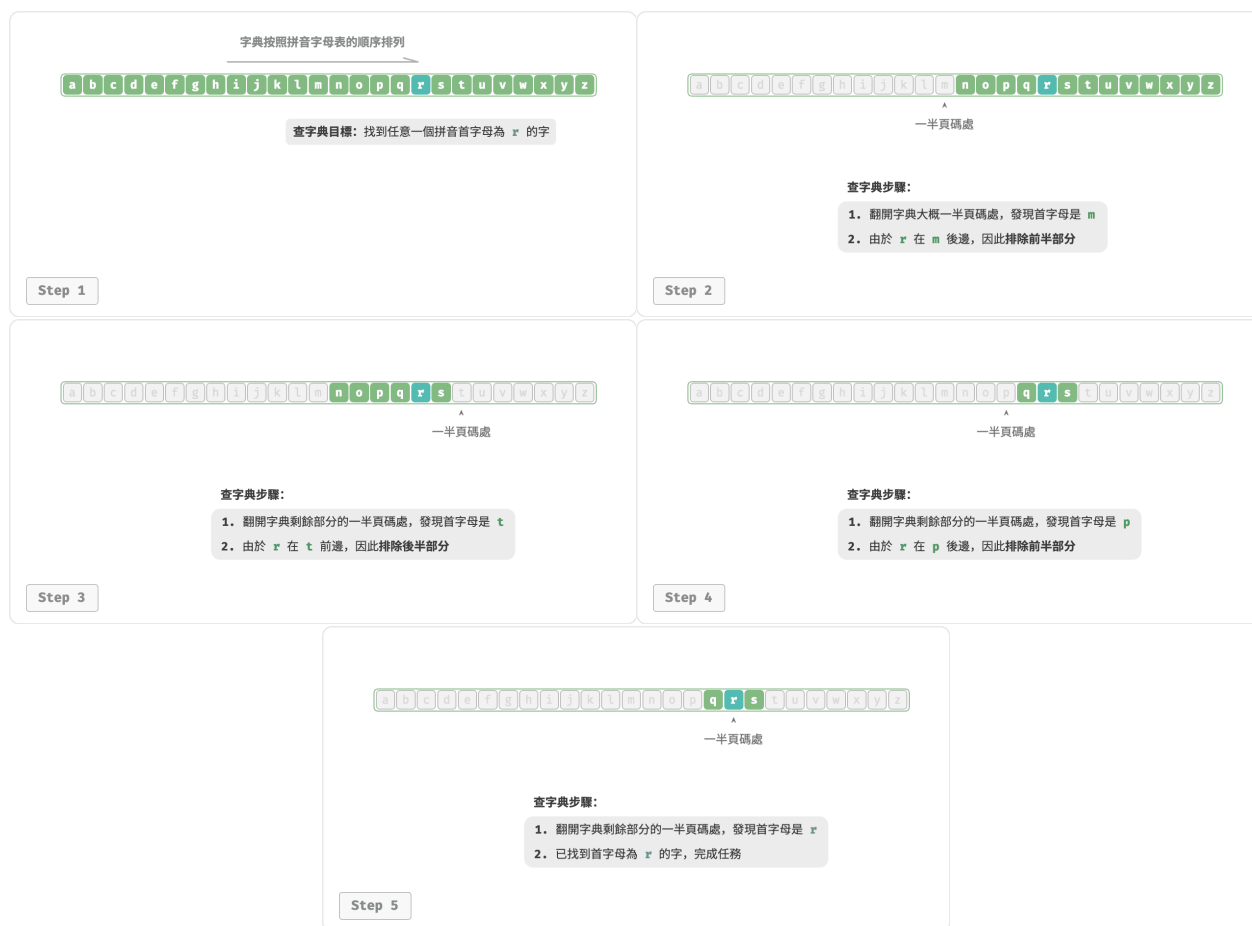 字典按照拼音字母表的順序排列
a b c d e f g h i j k l m n o p q r s t u v w x y z
查字典目標：找到任意一個拼音首字母為 r 的字
Step 1
a b c d e f g h i j k l m n o p q r s t u v w x y z
一半頁碼處
查字典步驟：
1. 翻開字典大概一半頁碼處，發現首字母是 m
2. 由於 r 在 m 後邊，因此排除前半部分
Step 2
a b c d e f g h i j k l m n o p q r s t u v w x y z
一半頁碼處
查字典步驟：
1. 翻開字典剩餘部分的一半頁碼處，發現首字母是 t
2. 由於 r 在 t 前邊，因此排除後半部分
Step 3
a b c d e f g h i j k l m n o p q r s t u v w x y z
一半頁碼處
查字典步驟：
1. 翻開字典剩餘部分的一半頁碼處，發現首字母是 p
2. 由於 r 在 p 後邊，因此排除前半部分
Step 4
a b c d e f g h i j k l m n o p q r s t u v w x y z
一半頁碼處
查字典步驟：
1. 翻開字典剩餘部分的一半頁碼處，發現首字母是 r
2. 已找到首字母為 r 的字，完成任務
Step 5